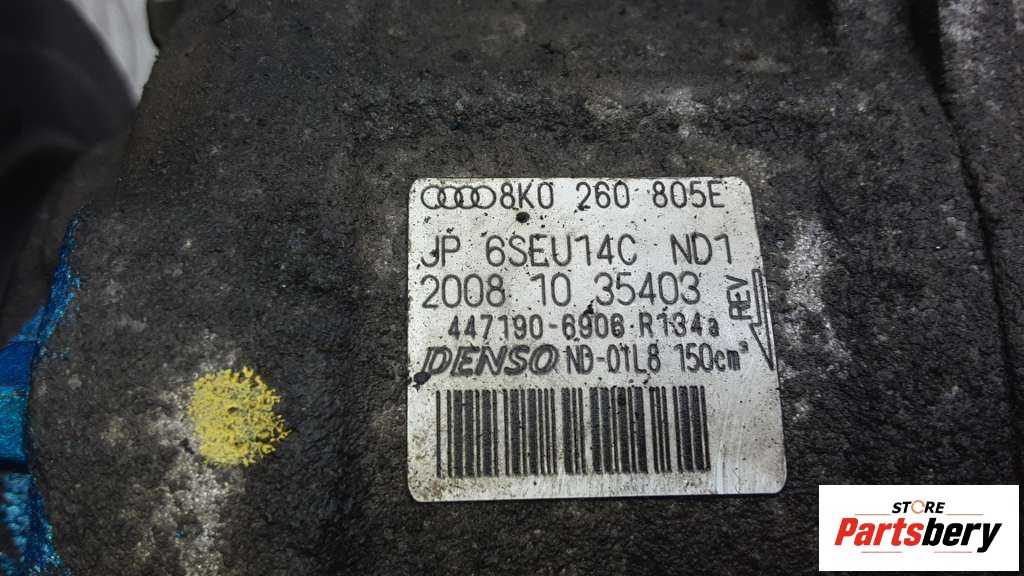 8K0 260 805E
JP 6SEU14C ND1
2008 10 35403
REV
447190-6906 R134a
DENSO ND-OIL8 150cm³
STORE
Partsbery